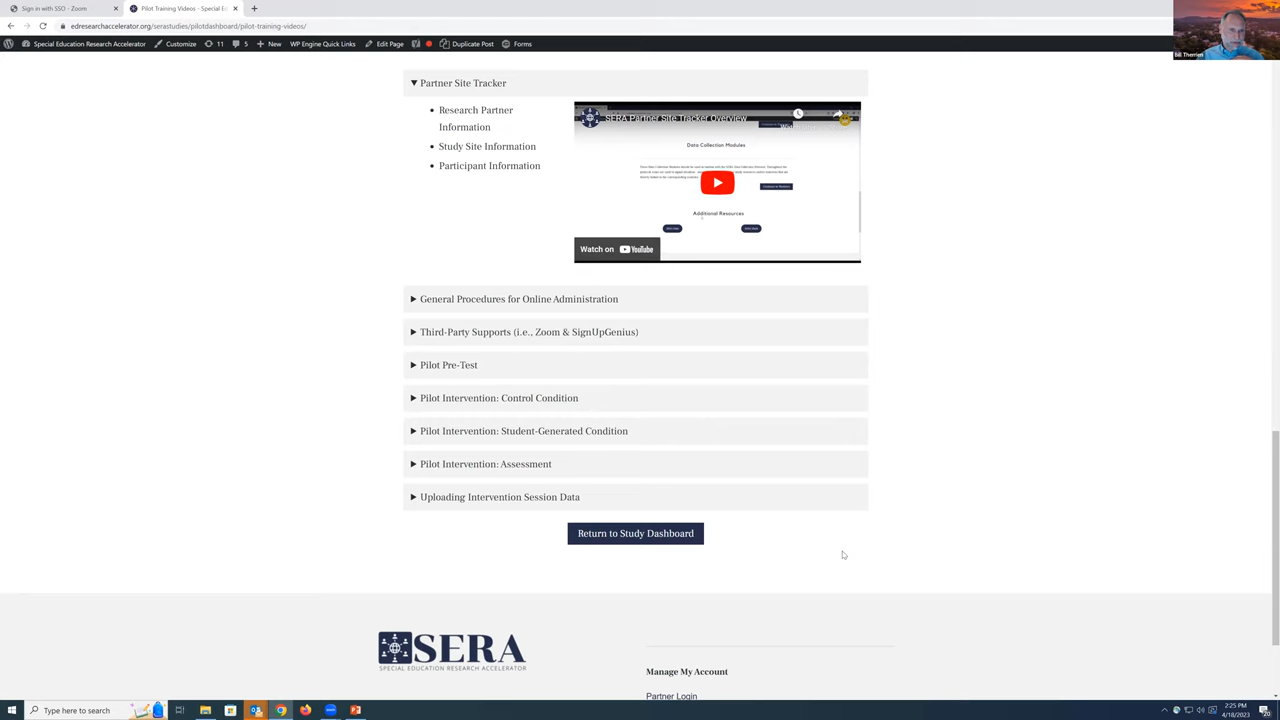 Sign in with SSO - Zoom
Pilot Training Videos - Special Ed
edresearchaccelerator.org/serastudies/pilotdashboard/pilot-training-videos/
Special Education Research Accelerator
Customize
11
5
New
WP Engine Quick Links
Edit Page
Duplicate Post
Forms
Bill Therrien
Partner Site Tracker
Research Partner
Information
Study Site Information
Participant Information
SERA Partner Site Tracker Overview
Data Collection Modules
Additional Resources
Watch on YouTube
General Procedures for Online Administration
Third-Party Supports (i.e., Zoom & SignUpGenius)
Pilot Pre-Test
Pilot Intervention: Control Condition
Pilot Intervention: Student-Generated Condition
Pilot Intervention: Assessment
Uploading Intervention Session Data
Return to Study Dashboard
SERA
SPECIAL EDUCATION RESEARCH ACCELERATOR
Manage My Account
Partner Login
Type here to search
2:25 PM
4/18/2023
20